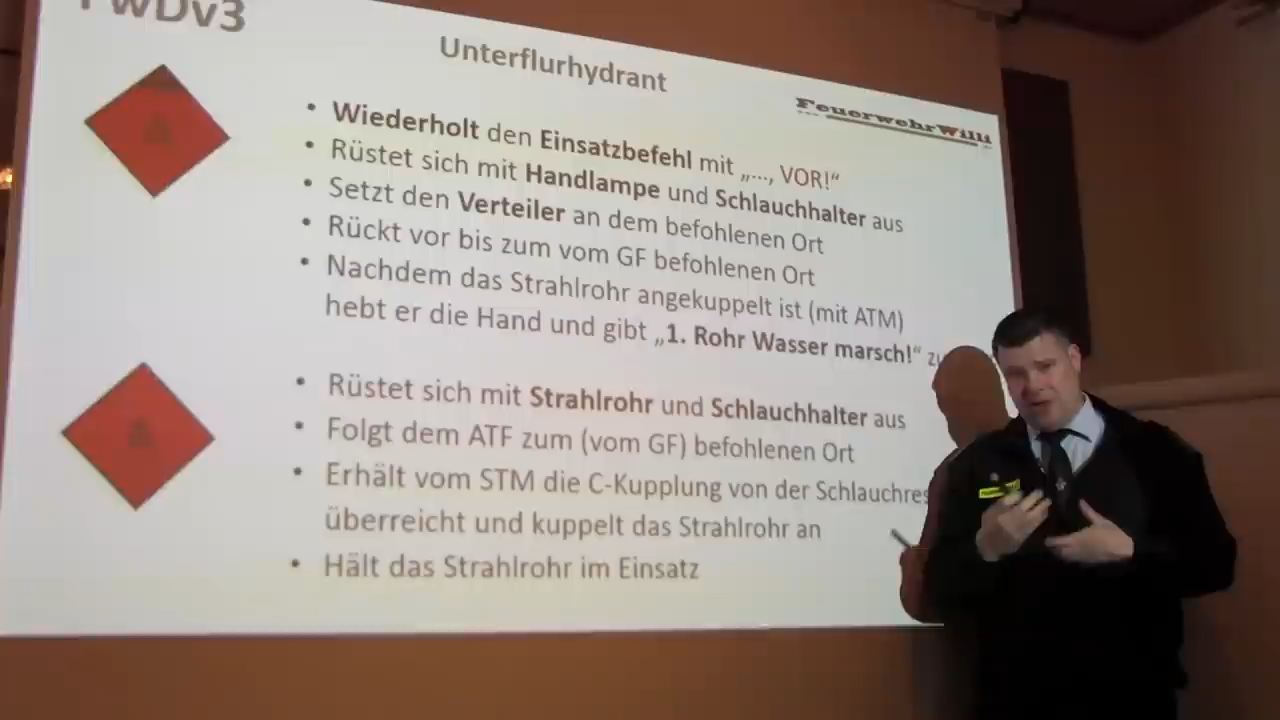 FwDv3
Unterflurhydrant
FeuerwehrWilli
A
• Wiederholt den Einsatzbefehl mit „..., VOR!“
• Rüstet sich mit Handlampe und Schlauchhalter aus
• Setzt den Verteiler an dem befohlenen Ort
• Rückt vor bis zum vom GF befohlenen Ort
• Nachdem das Strahlrohr angekuppelt ist (mit ATM)
hebt er die Hand und gibt „1. Rohr Wasser marsch!“
A
• Rüstet sich mit Strahlrohr und Schlauchhalter aus
• Folgt dem ATF zum (vom GF) befohlenen Ort
• Erhält vom STM die C-Kupplung von der
überreicht und kuppelt das Strahlrohr an
• Hält das Strahlrohr im Einsatz